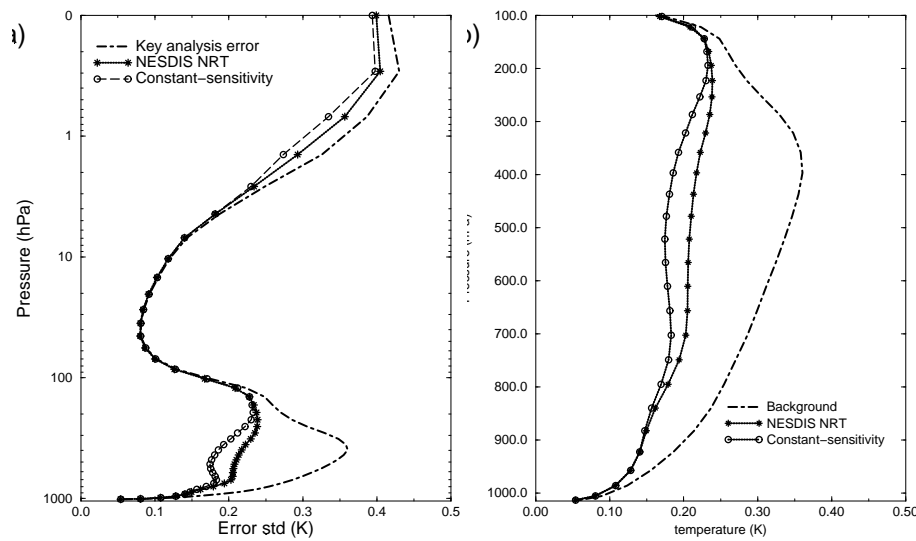 a)
Key analysis error
NESDIS NRT
Constant−sensitivity
Pressure (hPa)
0
1
10
100
1000
0.0
0.1
0.2
0.3
0.4
0.5
Error std (K)
b)
100.0
200.0
300.0
400.0
500.0
600.0
700.0
800.0
900.0
1000.0
0.00
0.10
0.20
0.30
0.40
0.50
temperature (K)
Background
NESDIS NRT
Constant−sensitivity